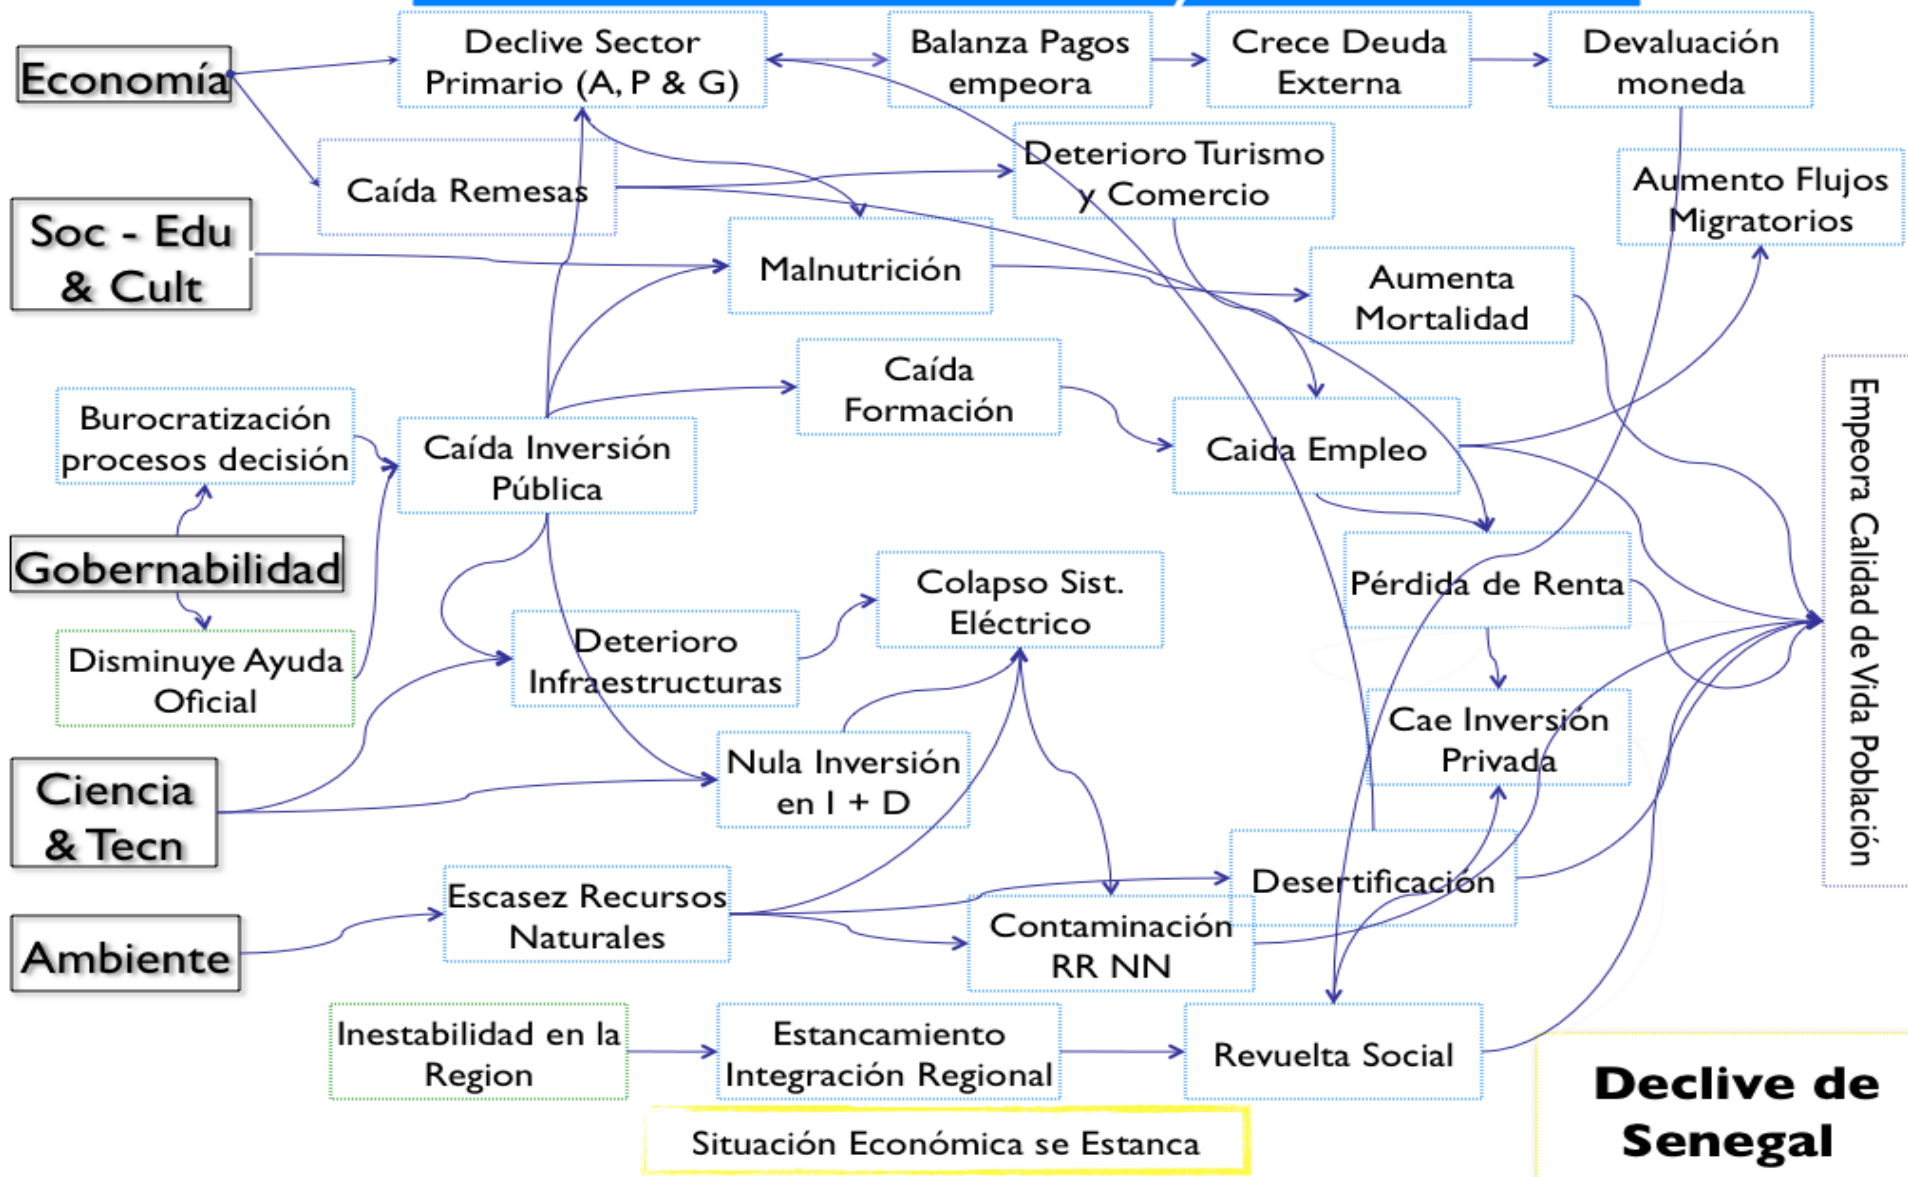 Economía
Declive Sector
Primario (A, P & G)
Balanza Pagos
empeora
Crece Deuda
Externa
Devaluación
moneda
Caída Remesas
Deterioro Turismo
y Comercio
Aumento Flujos
Migratorios
Soc - Edu
& Cult
Malnutrición
Aumenta
Mortalidad
Caída
Formación
Burocratización
procesos decisión
Caída Inversión
Pública
Caida Empleo
Empeora Calidad de Vida Población
Gobernabilidad
Colapso Sist.
Eléctrico
Pérdida de Renta
Disminuye Ayuda
Oficial
Deterioro
Infraestructuras
Cae Inversión
Privada
Ciencia
& Tecn
Nula Inversión
en I + D
Escasez Recursos
Naturales
Desertificación
Ambiente
Contaminación
RR NN
Inestabilidad en la
Region
Estancamiento
Integración Regional
Revuelta Social
Situación Económica se Estanca
Declive de
Senegal